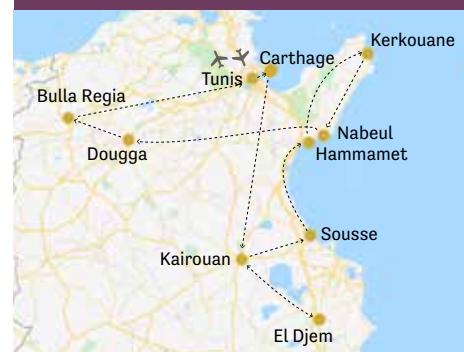 Kerkouane
Carthage
Tunis
Bulla Regia
Nabeul
Dougga
Hammamet
Sousse
Kairouan
El Djem